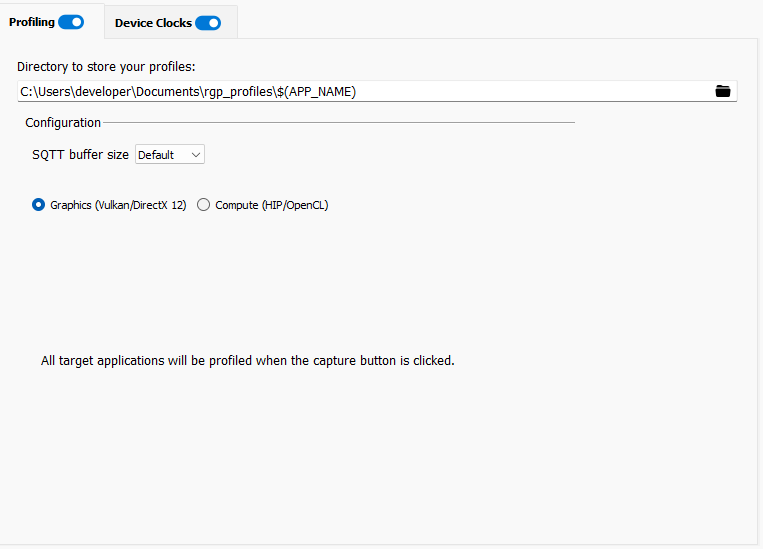 Profiling Device Clocks
Directory to store your profiles:
C:\Users\developer\Documents\rgp_profiles\$(APP_NAME)
Configuration
SQTT buffer size Default
Graphics (Vulkan/DirectX 12) Compute (HIP/OpenCL)
All target applications will be profiled when the capture button is clicked.